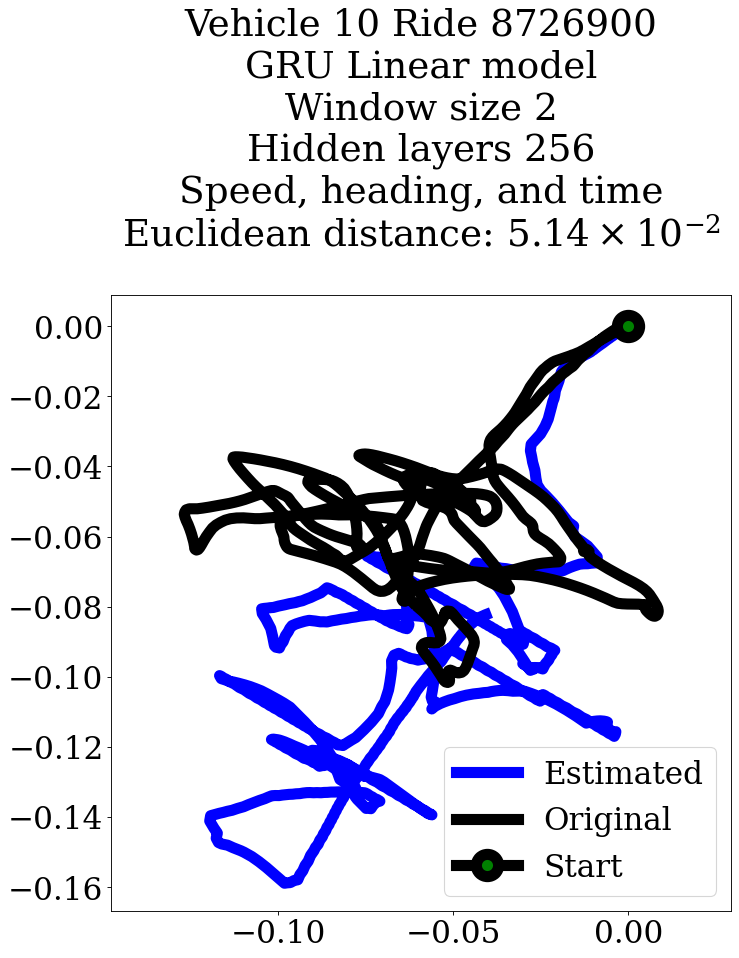 Vehicle 10 Ride 8726900
GRU Linear model
Window size 2
Hidden layers 256
Speed, heading, and time
Euclidean distance: 5.14 × 10⁻²
0.00
−0.02
−0.04
−0.06
−0.08
−0.10
−0.12
−0.14
−0.16
Estimated
Original
Start
−0.10
−0.05
0.00